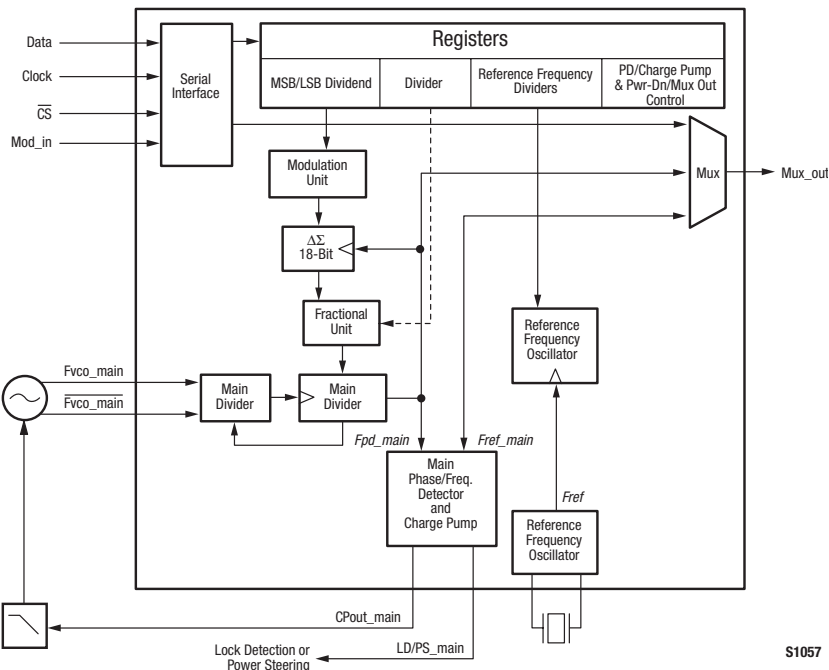 Registers
MSB/LSB Dividend
Divider
Reference Frequency
Dividers
PD/Charge Pump
& Pwr-Dn/Mux Out
Control
Data
Clock
CS
Mod_in
Serial
Interface
Modulation
Unit
ΔΣ
18-Bit
Fractional
Unit
Mux
Mux_out
Reference
Frequency
Oscillator
Fvco_main
Fvco_main
Main
Divider
Main
Divider
Fpd_main
Fref_main
Main
Phase/Freq.
Detector
and
Charge Pump
Fref
Reference
Frequency
Oscillator
CPout_main
Lock Detection or
Power Steering
LD/PS_main
S1057